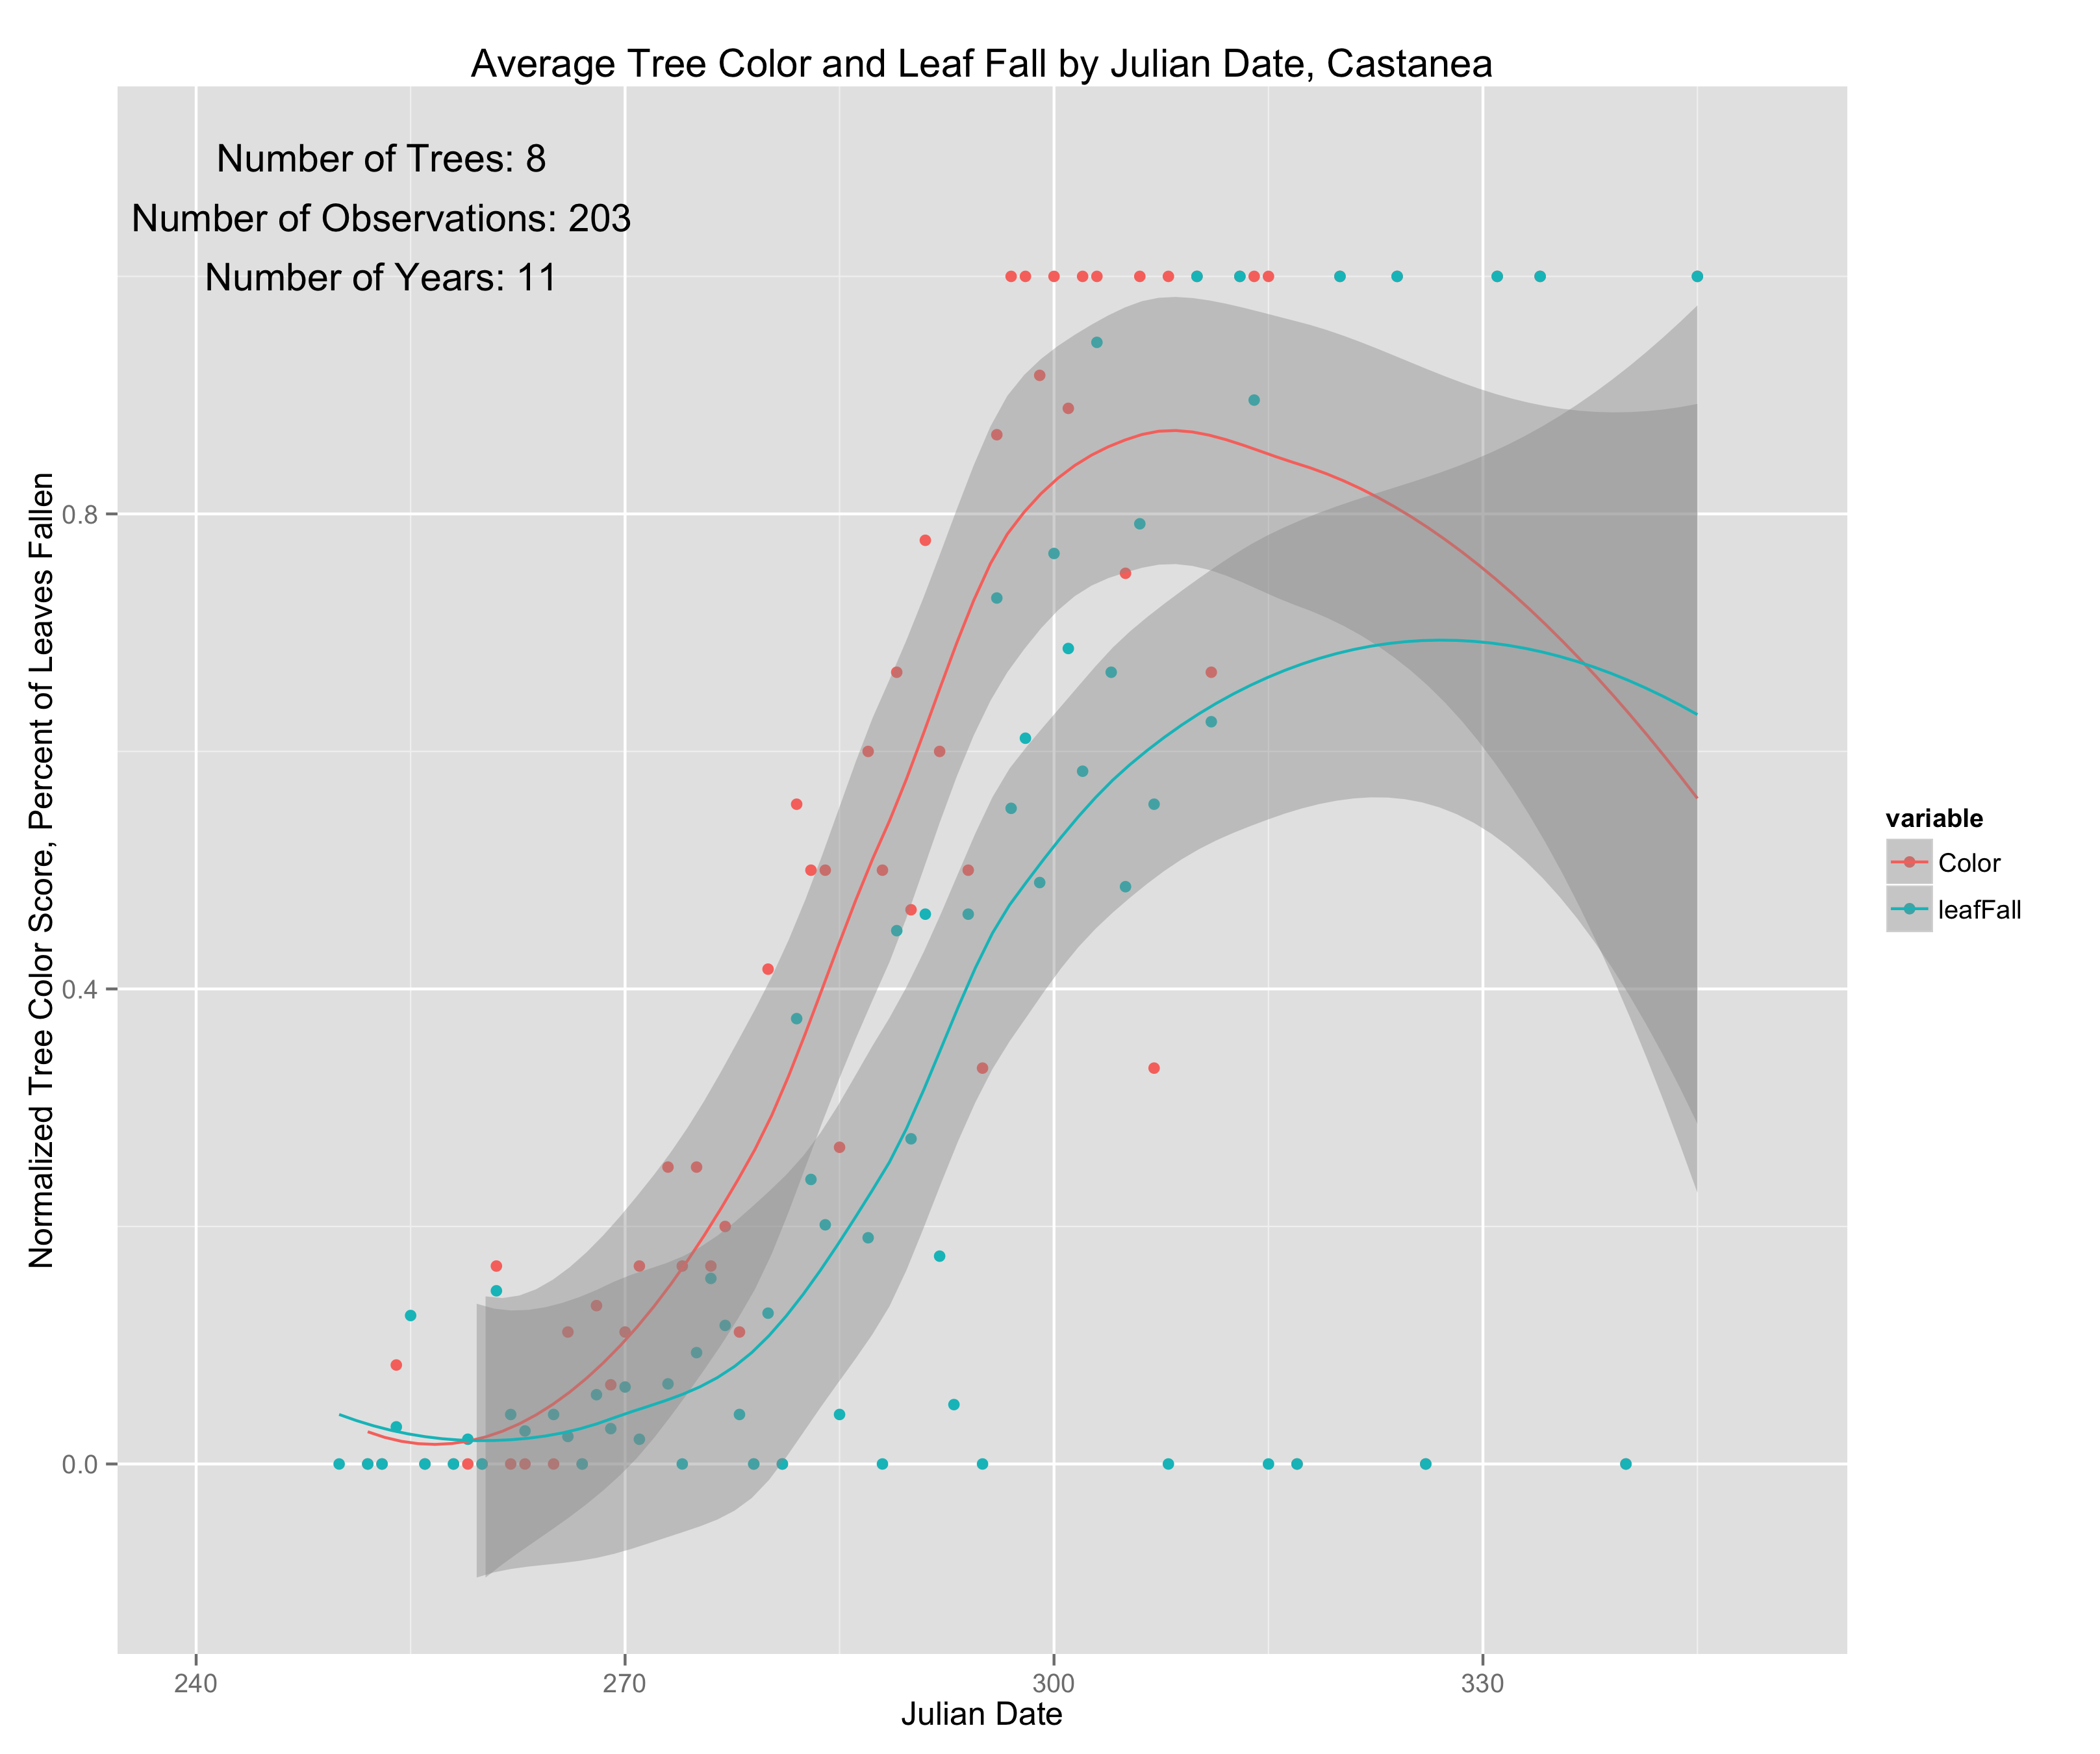 Average Tree Color and Leaf Fall by Julian Date, Castanea
Number of Trees: 8
Number of Observations: 203
Number of Years: 11
Normalized Tree Color Score, Percent of Leaves Fallen
0.8
0.4
0.0
240
270
300
330
Julian Date
variable
Color
leafFall